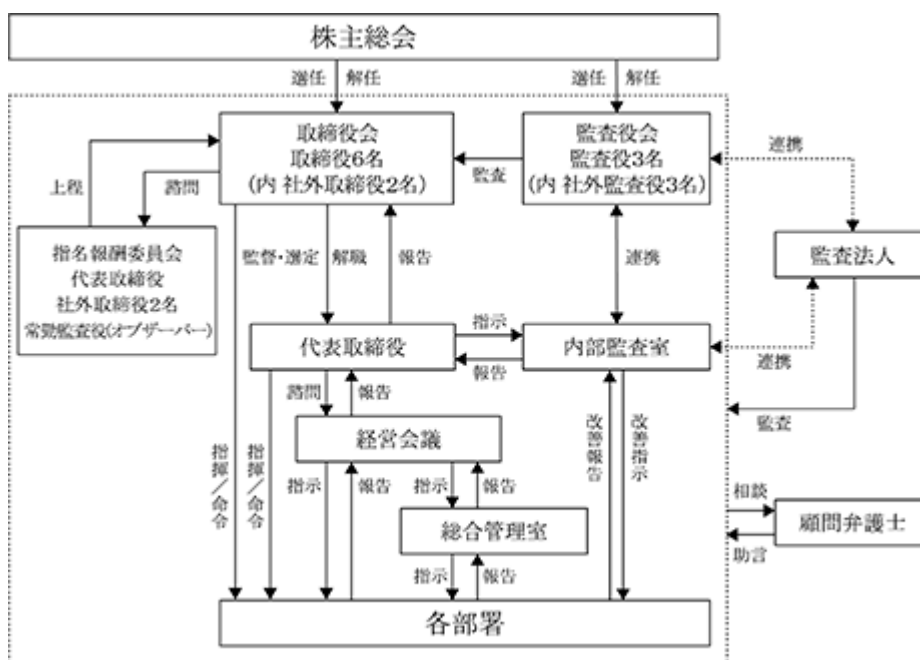 株主総会
選任 解任
選任 解任
取締役会
取締役6名
(内 社外取締役2名)
監査
監査役会
監査役3名
(内 社外監査役3名)
連携
上程
諮問
指名報酬委員会
代表取締役
社外取締役2名
常勤監査役(オブザーバー)
監督・選定 解職
報告
連携
監査法人
代表取締役
指示
報告
内部監査室
連携
監査
諮問
報告
経営会議
指揮/命令
指揮/命令
指示
報告
指示
報告
改善報告
改善指示
総合管理室
相談
顧問弁護士
助言
指示
報告
各部署